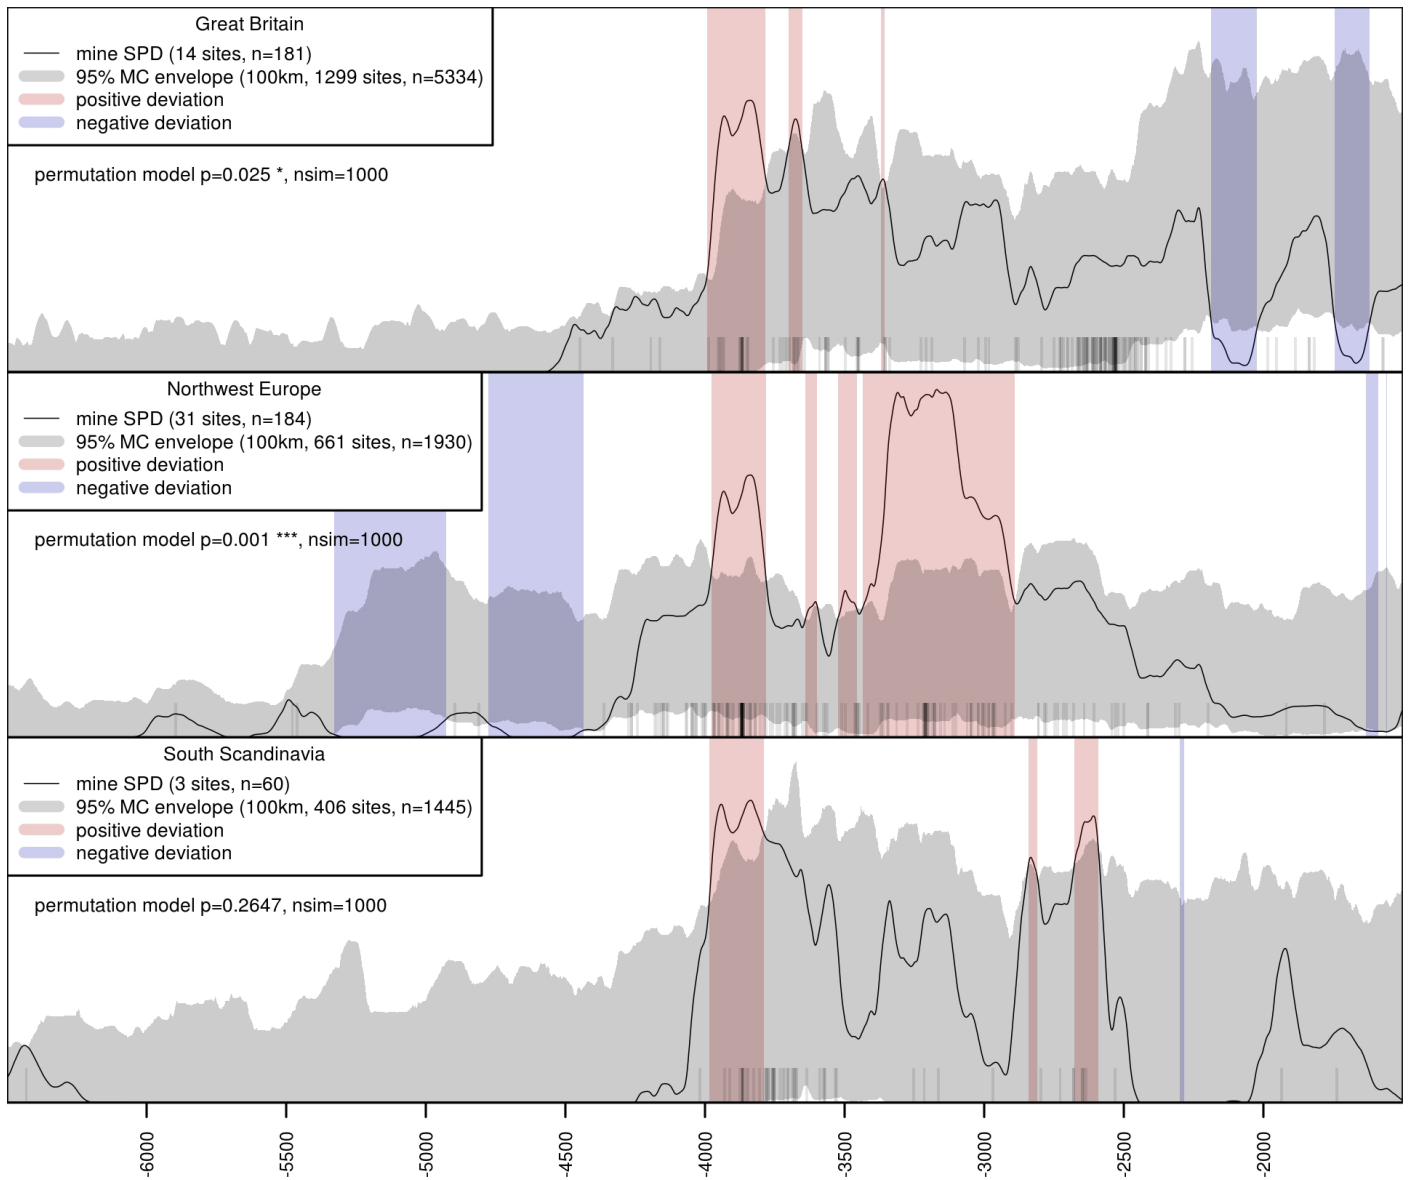 Great Britain
mine SPD (14 sites, n=181)
95% MC envelope (100km, 1299 sites, n=5334)
positive deviation
negative deviation
permutation model p=0.025 *, nsim=1000
Northwest Europe
mine SPD (31 sites, n=184)
95% MC envelope (100km, 661 sites, n=1930)
positive deviation
negative deviation
permutation model p=0.001 ***, nsim=1000
South Scandinavia
mine SPD (3 sites, n=60)
95% MC envelope (100km, 406 sites, n=1445)
positive deviation
negative deviation
permutation model p=0.2647, nsim=1000
-6000
-5500
-5000
-4500
-4000
-3500
-3000
-2500
-2000